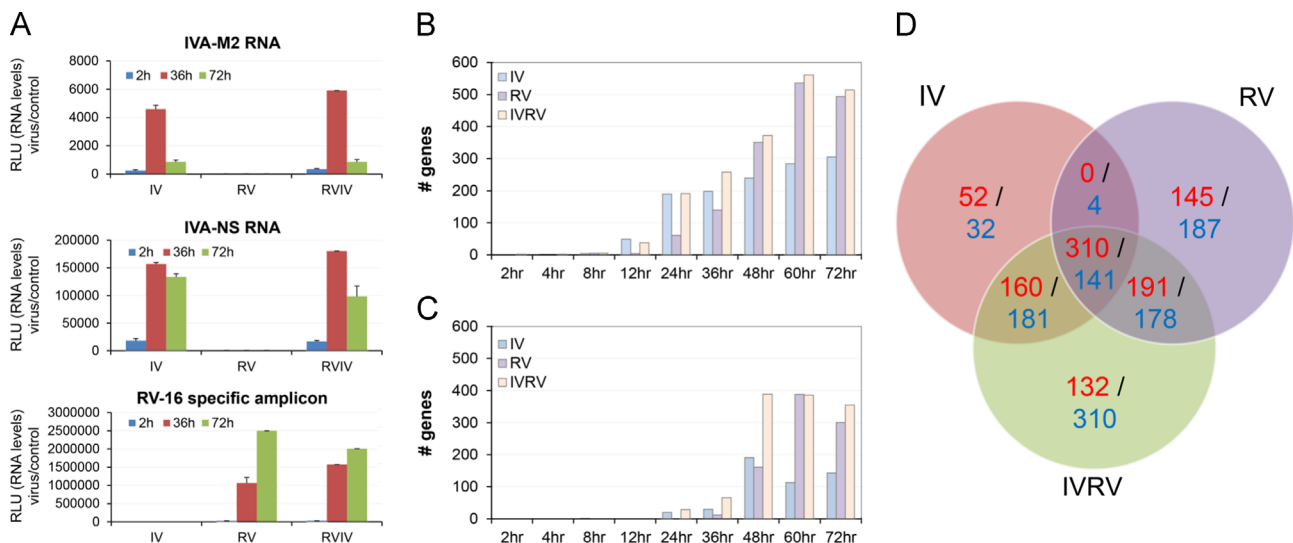 A
IVA-M2 RNA
RLU (RNA levels)
virus/control
8000
6000
4000
2000
0
2h 36h 72h
IV RV RVIV
IVA-NS RNA
RLU (RNA levels)
virus/control
200000
150000
100000
50000
0
2h 36h 72h
IV RV RVIV
RV-16 specific amplicon
RLU (RNA levels)
virus/control
3000000
2500000
2000000
1500000
1000000
500000
0
2h 36h 72h
IV RV RVIV
B
# genes
600
500
400
300
200
100
0
IV
RV
IVRV
2hr 4hr 8hr 12hr 24hr 36hr 48hr 60hr 72hr
C
# genes
600
500
400
300
200
100
0
IV
RV
IVRV
2hr 4hr 8hr 12hr 24hr 36hr 48hr 60hr 72hr
D
IV
RV
0 /
4
52 /
32
145 /
187
310 /
141
160 /
181
191 /
178
132 /
310
IVRV